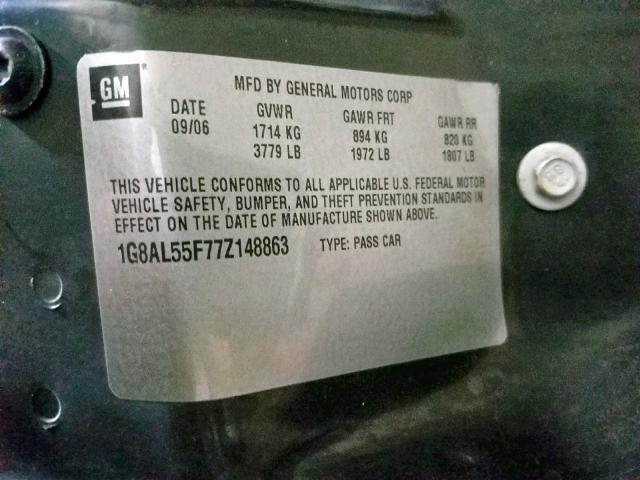 GM
MFD BY GENERAL MOTORS CORP
DATE GVWR GAWR FRT GAWR RR
09/06 1714 KG 894 KG 820 KG
3779 LB 1972 LB 1807 LB
THIS VEHICLE CONFORMS TO ALL APPLICABLE U.S. FEDERAL MOTOR
VEHICLE SAFETY, BUMPER, AND THEFT PREVENTION STANDARDS IN
EFFECT ON THE DATE OF MANUFACTURE SHOWN ABOVE.
1G8AL55F77Z148863 TYPE: PASS CAR